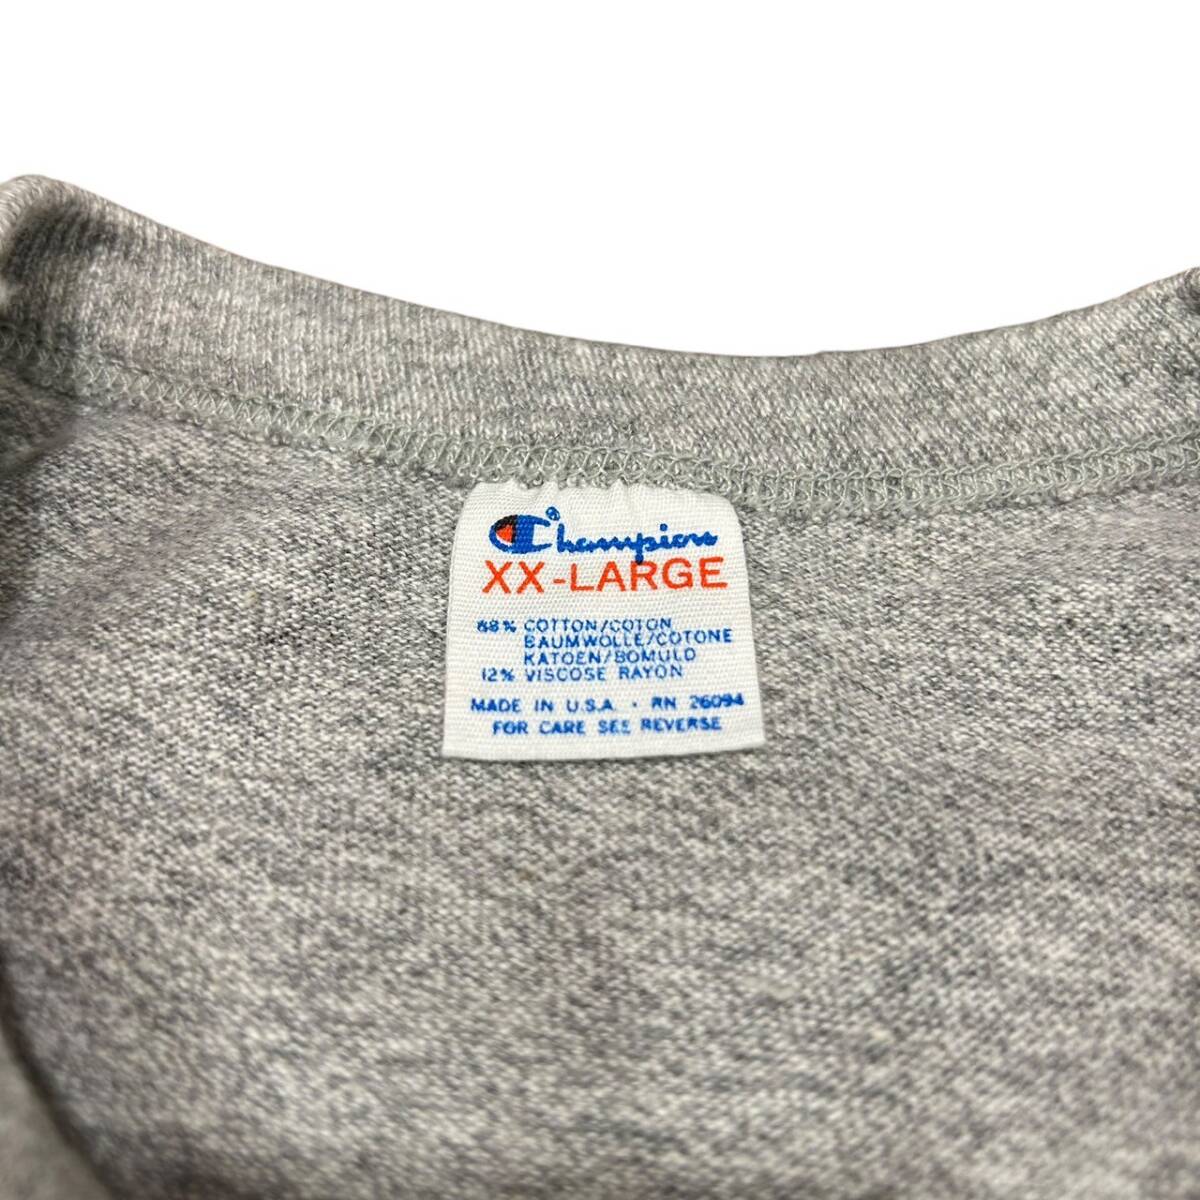 Champion®
XX-LARGE
88% COTTON/COTON
BAUMWOLLE/COTONE
KATOEN/BOMULD
12% VISCOSE RAYON
MADE IN U.S.A. · RN 26094
FOR CARE SEE REVERSE